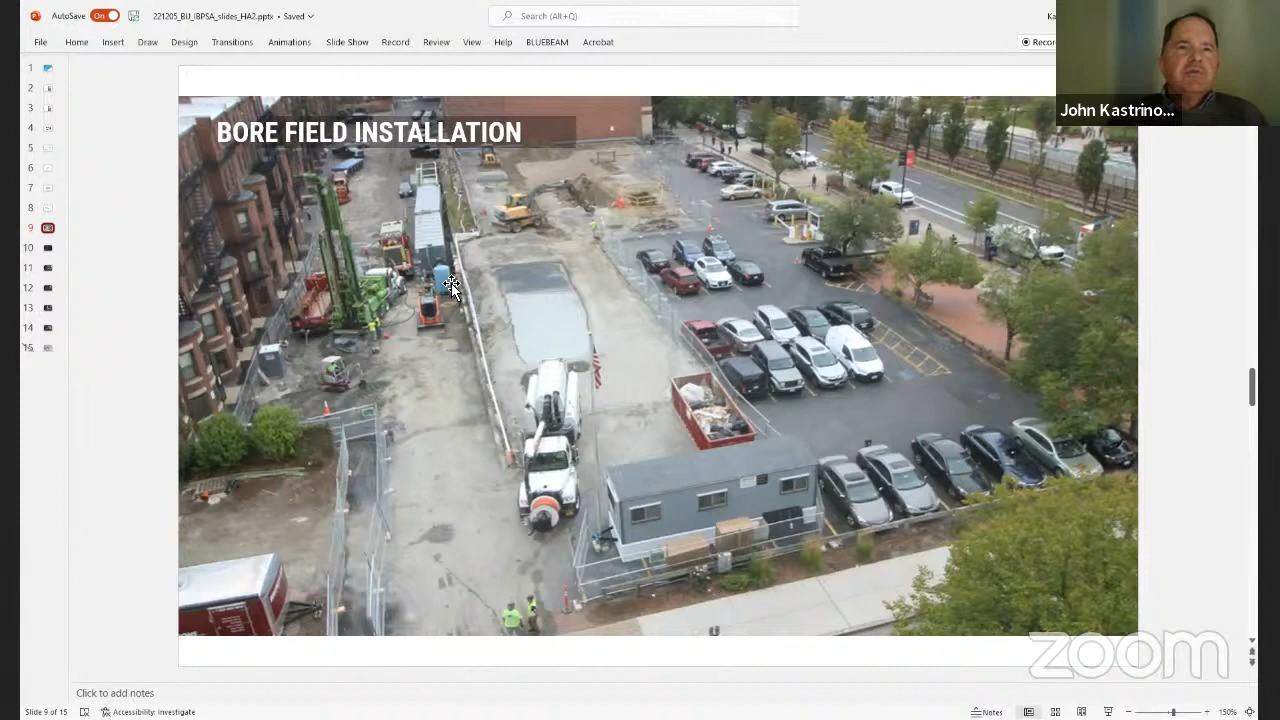 AutoSave On 221205_BU_IBPSA_slides_HA2.pptx • Saved Search (Alt+Q)
File Home Insert Draw Design Transitions Animations Slide Show Record Review View Help BLUEBEAM Acrobat
John Kastrino...
1
2
3
4
5
6
7
8
9
10
11
12
13
14
15
BORE FIELD INSTALLATION
zoom
Click to add notes
Slide 9 of 15 Accessibility: Investigate Notes 150%